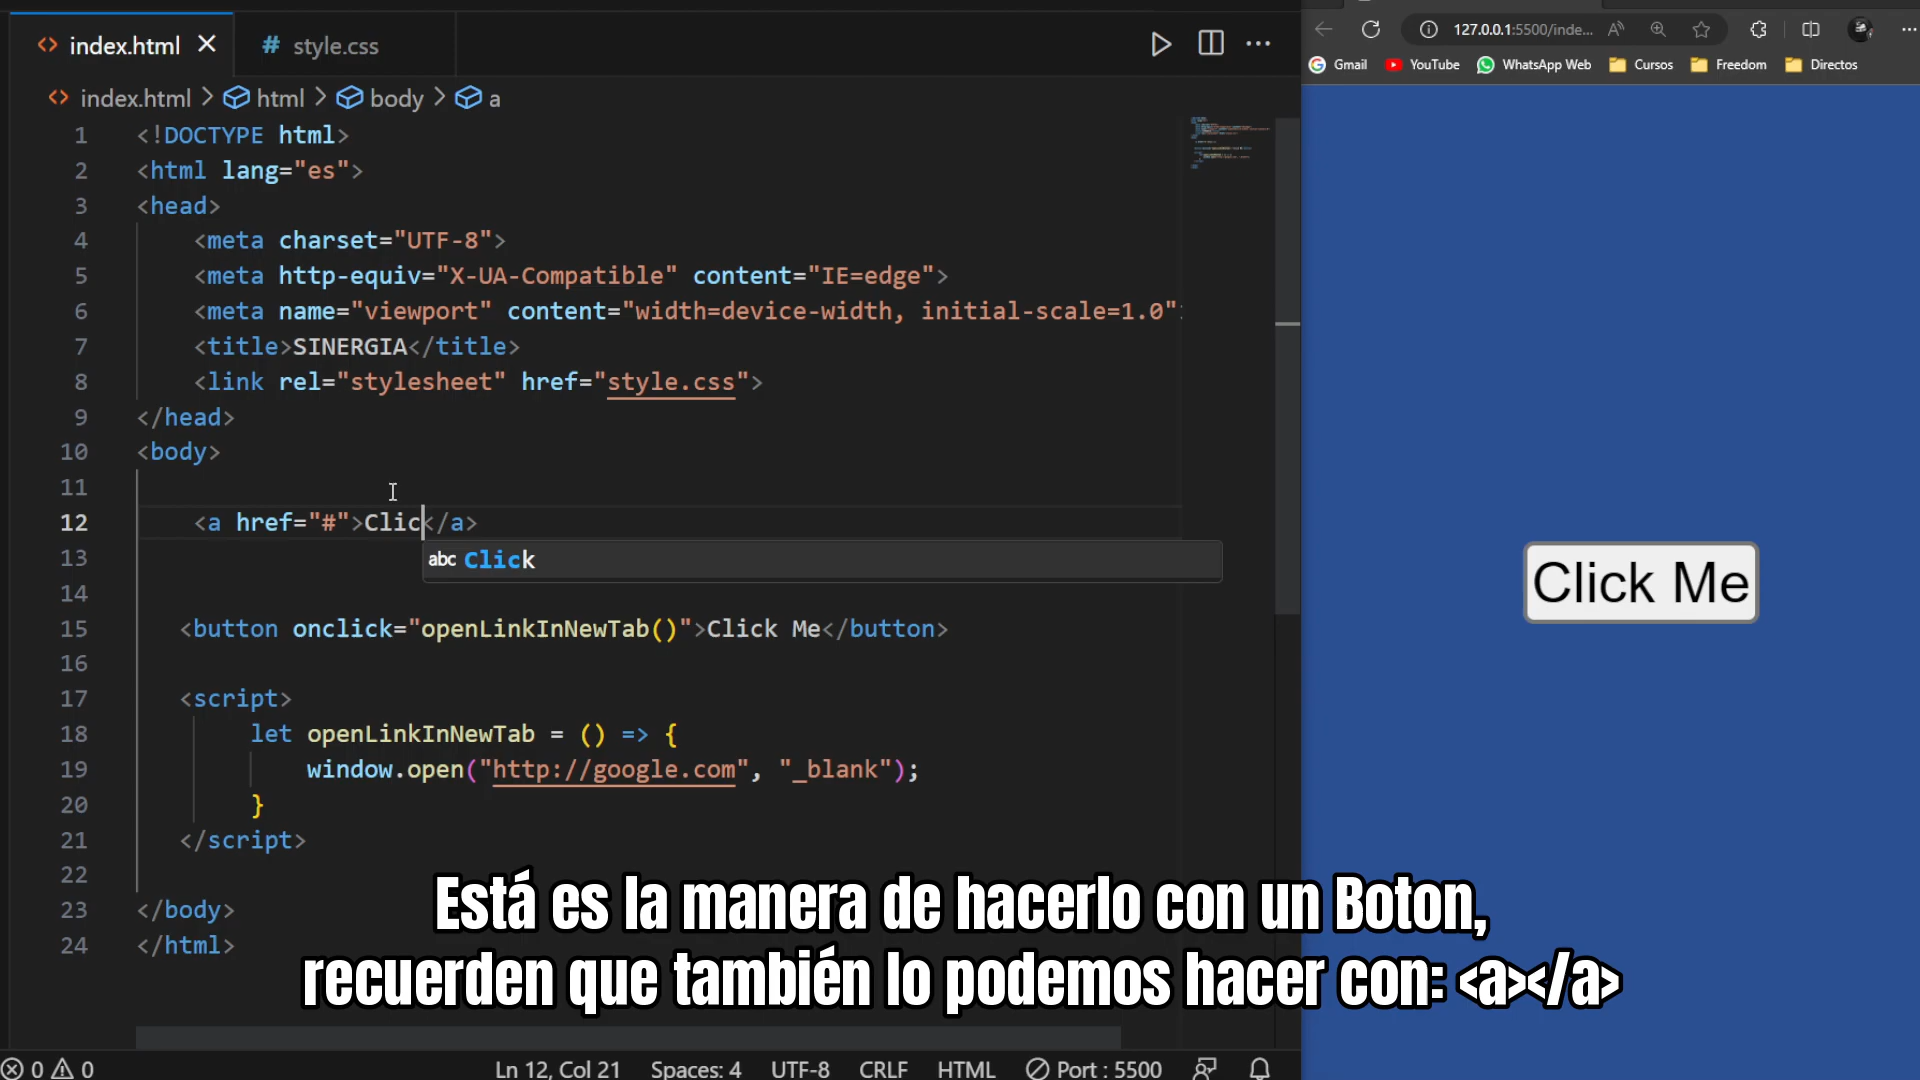 index.html
style.css
index.html > html > body > a
1 <!DOCTYPE html>
2 <html lang="es">
3 <head>
4 <meta charset="UTF-8">
5 <meta http-equiv="X-UA-Compatible" content="IE=edge">
6 <meta name="viewport" content="width=device-width, initial-scale=1.0"
7 <title>SINERGIA</title>
8 <link rel="stylesheet" href="style.css">
9 </head>
10 <body>
11
12 <a href="#">Clic</a>
13
abc Click
14
15 <button onclick="openLinkInNewTab()">Click Me</button>
16
17 <script>
18 let openLinkInNewTab = () => {
19 window.open("http://google.com", "_blank");
20 }
21 </script>
22
23 </body>
24 </html>
127.0.0.1:5500/inde...
Gmail YouTube WhatsApp Web Cursos Freedom Directos
Click Me
Está es la manera de hacerlo con un Boton,
recuerden que también lo podemos hacer con: <a></a>
0 0 Ln 12, Col 21 Spaces: 4 UTF-8 CRLF HTML Port : 5500